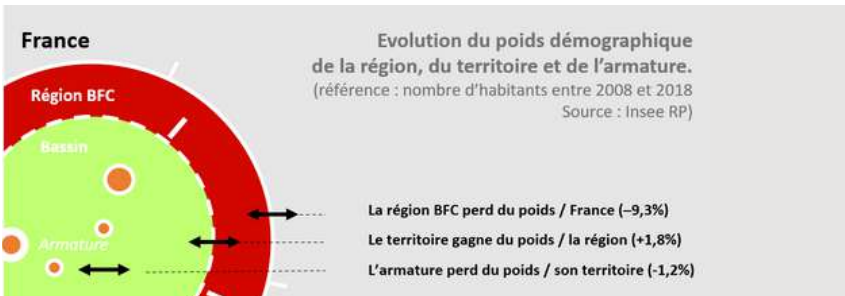 France
Evolution du poids démographique
de la région, du territoire et de l'armature.
(référence : nombre d'habitants entre 2008 et 2018
Source : Insee RP)
Région BFC
Bassin
Armature
La région BFC perd du poids / France (–9,3%)
Le territoire gagne du poids / la région (+1,8%)
L'armature perd du poids / son territoire (-1,2%)